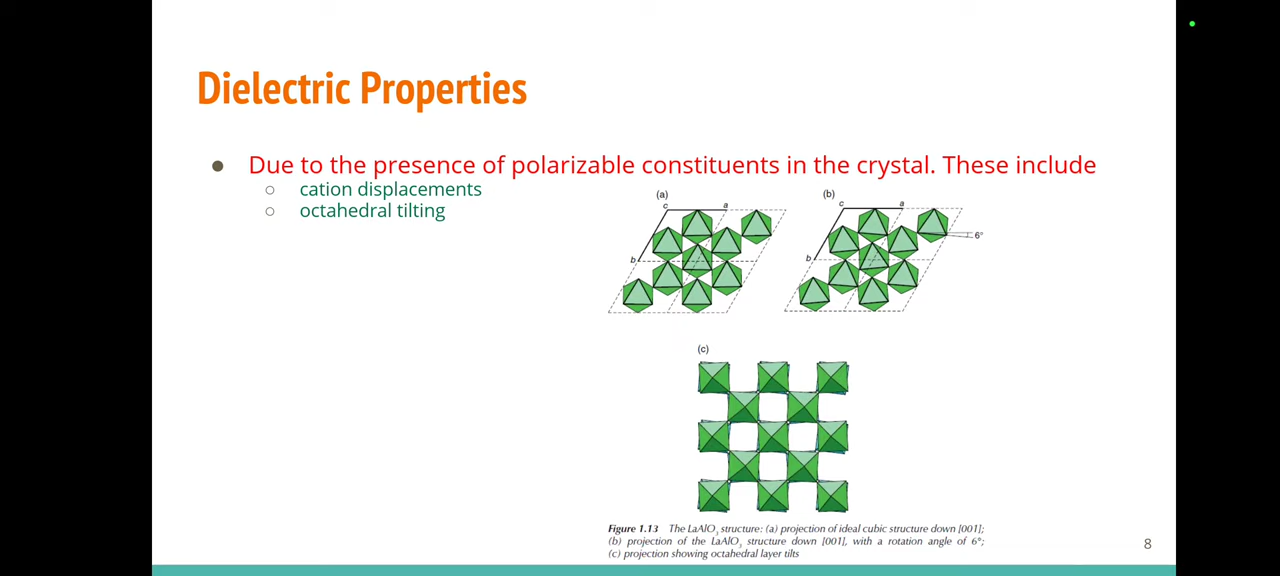 Dielectric Properties
● Due to the presence of polarizable constituents in the crystal. These include
○ cation displacements
○ octahedral tilting
(a)
c
a
b
(b)
c
a
b
6°
(c)
Figure 1.13 The LaAlO₃ structure: (a) projection of ideal cubic structure down [001];
(b) projection of the LaAlO₃ structure down [001], with a rotation angle of 6°;
(c) projection showing octahedral layer tilts
8